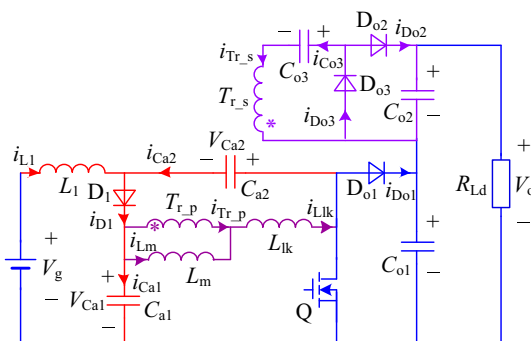 − + D_o2 i_Do2
i_Tr_s C_o3 i_Co3 D_o3 +
T_r_s * i_Do3 C_o2 −
V_Ca2
i_L1 i_Ca2 − +
L_1 D_1 C_a2 D_o1 i_Do1 R_Ld + V_o −
i_D1 T_r_p i_Tr_p i_Llk
+ * i_Lm L_lk +
V_g L_m C_o1
− + i_Ca1 −
V_Ca1 C_a1 Q
−